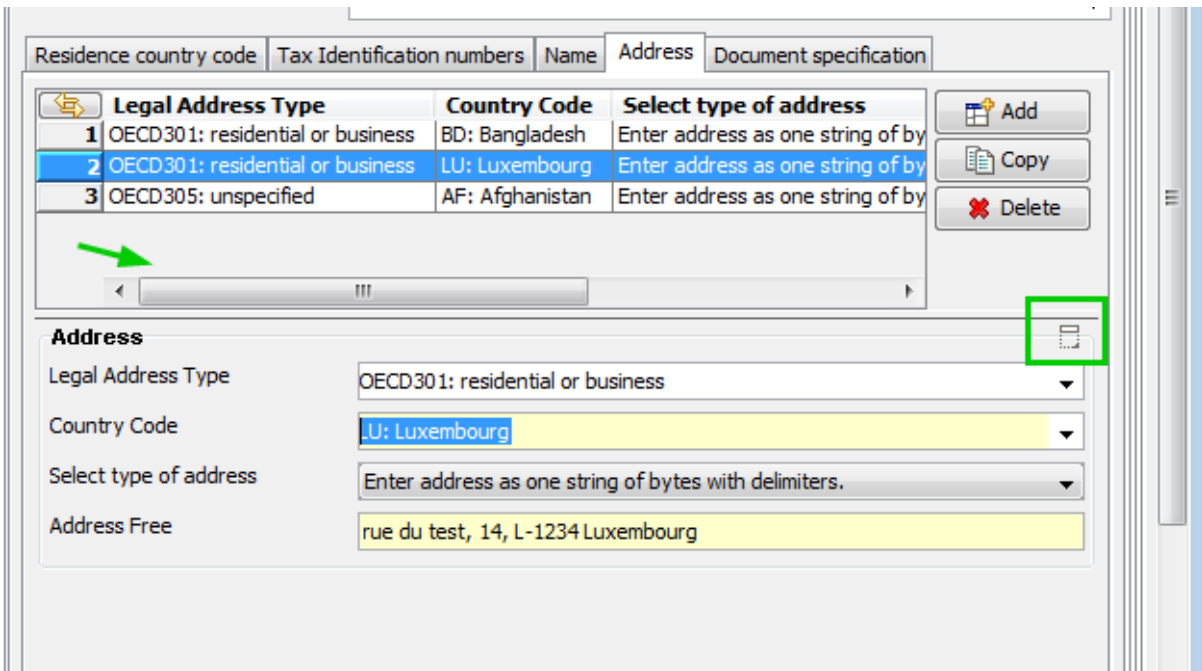 Residence country code Tax Identification numbers Name Address Document specification
Legal Address Type Country Code Select type of address
1 OECD301: residential or business BD: Bangladesh Enter address as one string of by
2 OECD301: residential or business LU: Luxembourg Enter address as one string of by
3 OECD305: unspecified AF: Afghanistan Enter address as one string of by
Add
Copy
Delete
Address
Legal Address Type OECD301: residential or business
Country Code LU: Luxembourg
Select type of address Enter address as one string of bytes with delimiters.
Address Free rue du test, 14, L-1234 Luxembourg